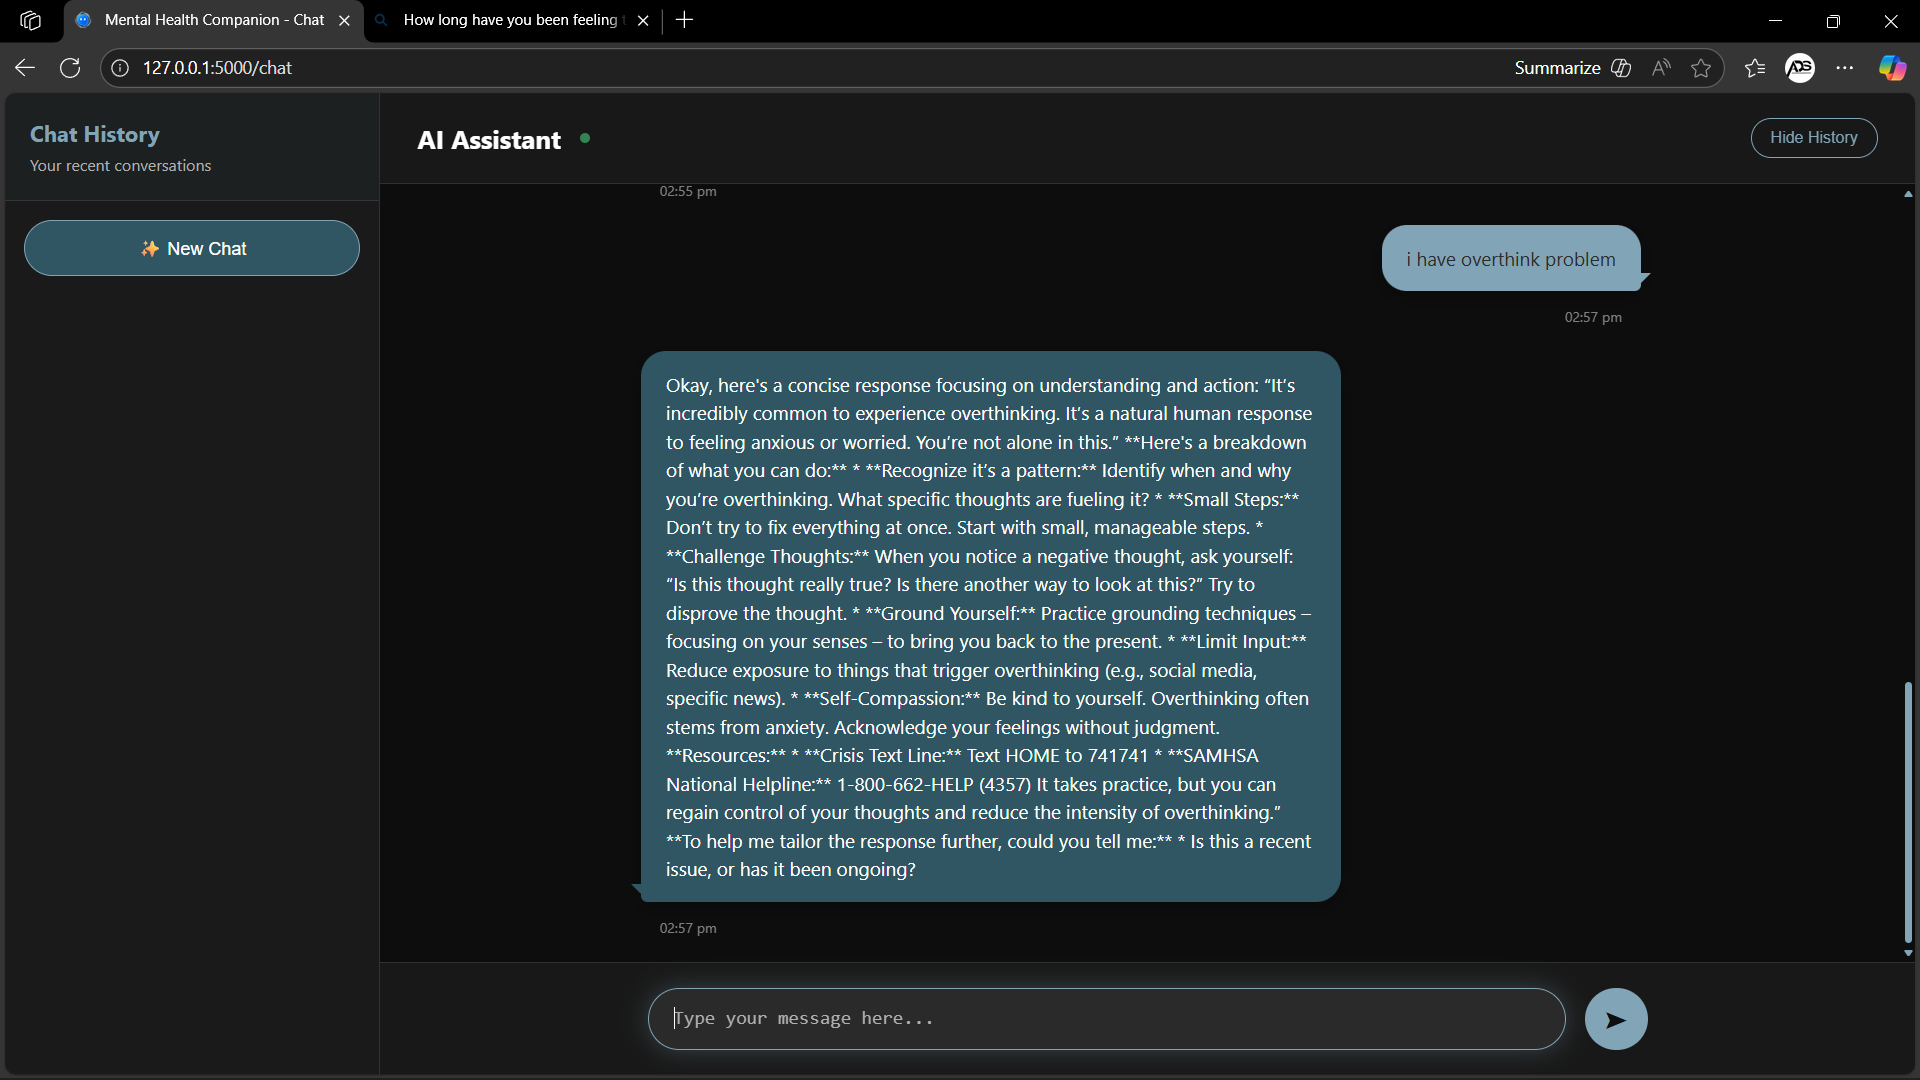 Mental Health Companion - Chat
How long have you been feeling
127.0.0.1:5000/chat
Summarize
ADS
Chat History
Your recent conversations
✨ New Chat
AI Assistant
Hide History
02:55 pm
i have overthink problem
02:57 pm
Okay, here's a concise response focusing on understanding and action: “It’s
incredibly common to experience overthinking. It’s a natural human response
to feeling anxious or worried. You’re not alone in this.” **Here's a breakdown
of what you can do:** * **Recognize it’s a pattern:** Identify when and why
you’re overthinking. What specific thoughts are fueling it? * **Small Steps:**
Don’t try to fix everything at once. Start with small, manageable steps. *
**Challenge Thoughts:** When you notice a negative thought, ask yourself:
“Is this thought really true? Is there another way to look at this?” Try to
disprove the thought. * **Ground Yourself:** Practice grounding techniques –
focusing on your senses – to bring you back to the present. * **Limit Input:**
Reduce exposure to things that trigger overthinking (e.g., social media,
specific news). * **Self-Compassion:** Be kind to yourself. Overthinking often
stems from anxiety. Acknowledge your feelings without judgment.
**Resources:** * **Crisis Text Line:** Text HOME to 741741 * **SAMHSA
National Helpline:** 1-800-662-HELP (4357) It takes practice, but you can
regain control of your thoughts and reduce the intensity of overthinking.”
**To help me tailor the response further, could you tell me:** * Is this a recent
issue, or has it been ongoing?
02:57 pm
Type your message here...